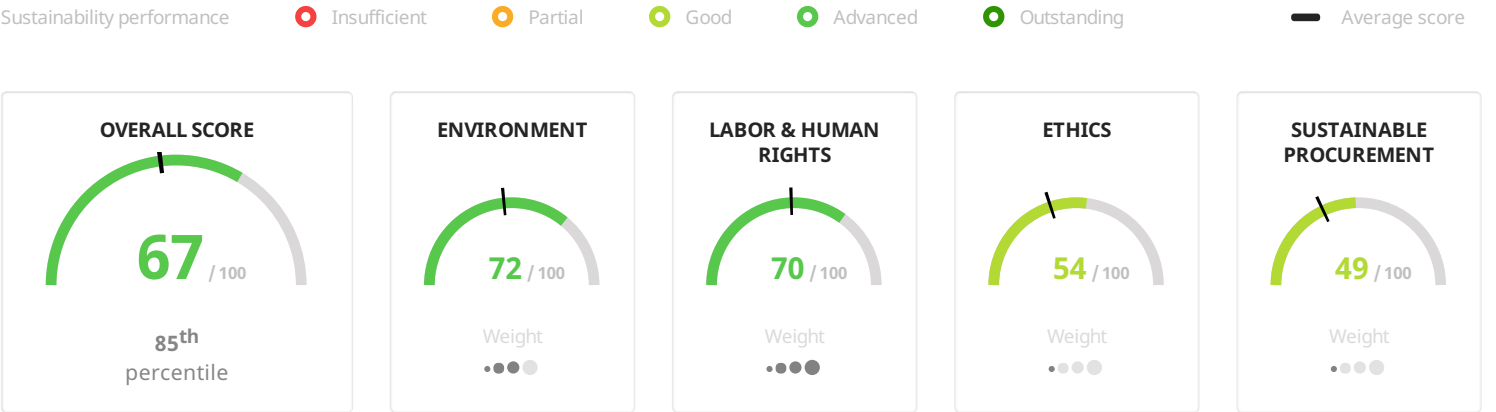 Sustainability performance Insufficient Partial Good Advanced Outstanding Average score
OVERALL SCORE
67 / 100
85th
percentile
ENVIRONMENT
72 / 100
Weight
LABOR & HUMAN
RIGHTS
70 / 100
Weight
ETHICS
54 / 100
Weight
SUSTAINABLE
PROCUREMENT
49 / 100
Weight